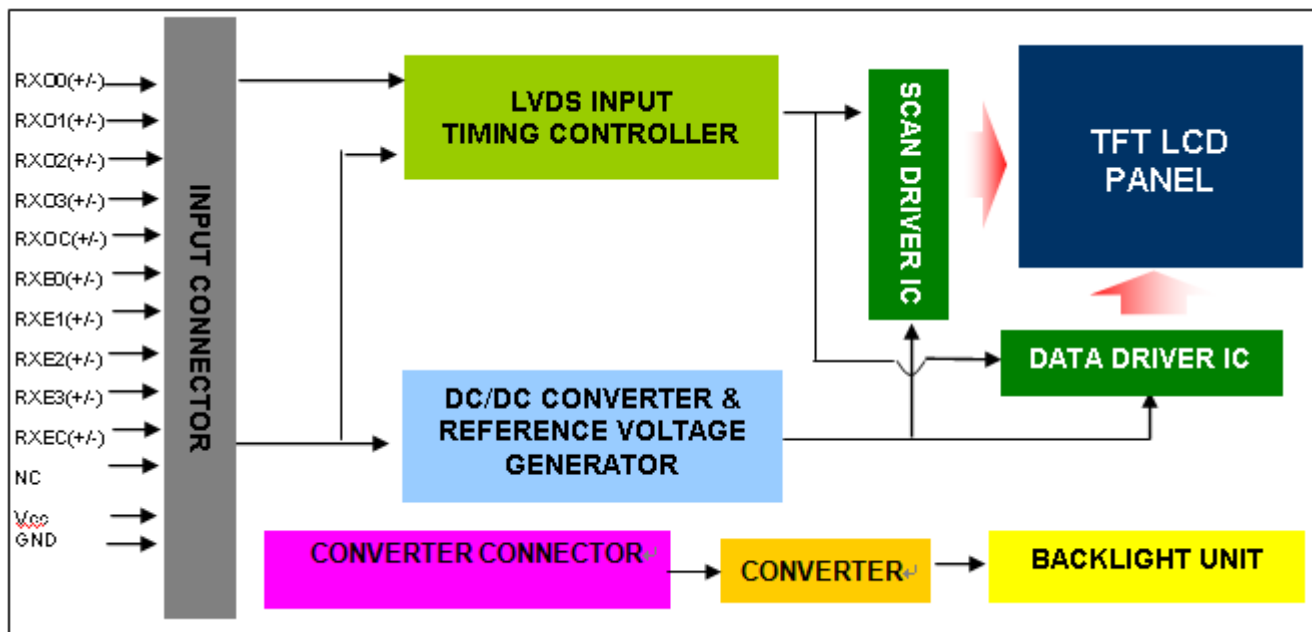 RXO0(+/-)
RXO1(+/-)
RXO2(+/-)
RXO3(+/-)
RXOC(+/-)
RXE0(+/-)
RXE1(+/-)
RXE2(+/-)
RXE3(+/-)
RXEC(+/-)
NC
Vcc
GND
INPUT CONNECTOR
LVDS INPUT
TIMING CONTROLLER
SCAN DRIVER IC
TFT LCD
PANEL
DATA DRIVER IC
DC/DC CONVERTER &
REFERENCE VOLTAGE
GENERATOR
CONVERTER CONNECTOR↵
CONVERTER↵
BACKLIGHT UNIT